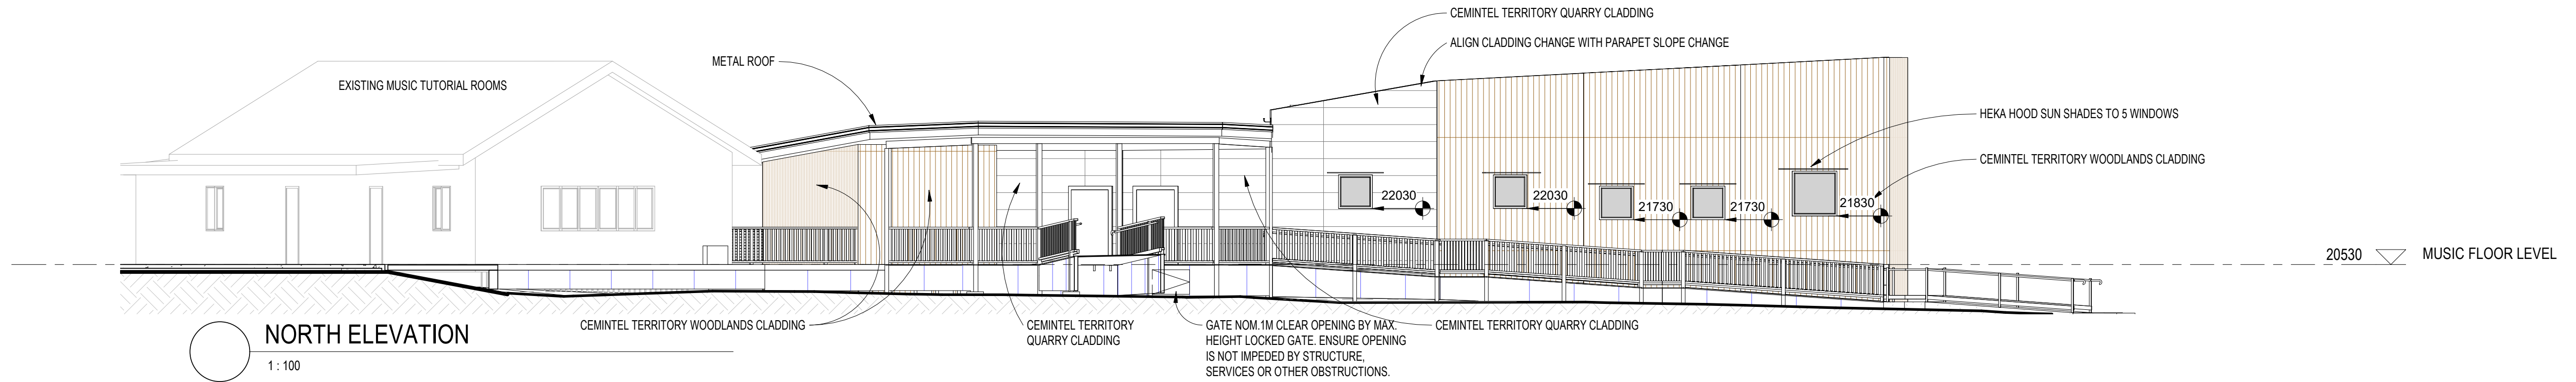 CEMINTEL TERRITORY QUARRY CLADDING
ALIGN CLADDING CHANGE WITH PARAPET SLOPE CHANGE
METAL ROOF
EXISTING MUSIC TUTORIAL ROOMS
HEKA HOOD SUN SHADES TO 5 WINDOWS
CEMINTEL TERRITORY WOODLANDS CLADDING
22030
22030
21730
21730
21830
20530
MUSIC FLOOR LEVEL
NORTH ELEVATION
1 : 100
CEMINTEL TERRITORY WOODLANDS CLADDING
CEMINTEL TERRITORY
QUARRY CLADDING
GATE NOM.1M CLEAR OPENING BY MAX.
HEIGHT LOCKED GATE. ENSURE OPENING
IS NOT IMPEDED BY STRUCTURE,
SERVICES OR OTHER OBSTRUCTIONS.
CEMINTEL TERRITORY QUARRY CLADDING